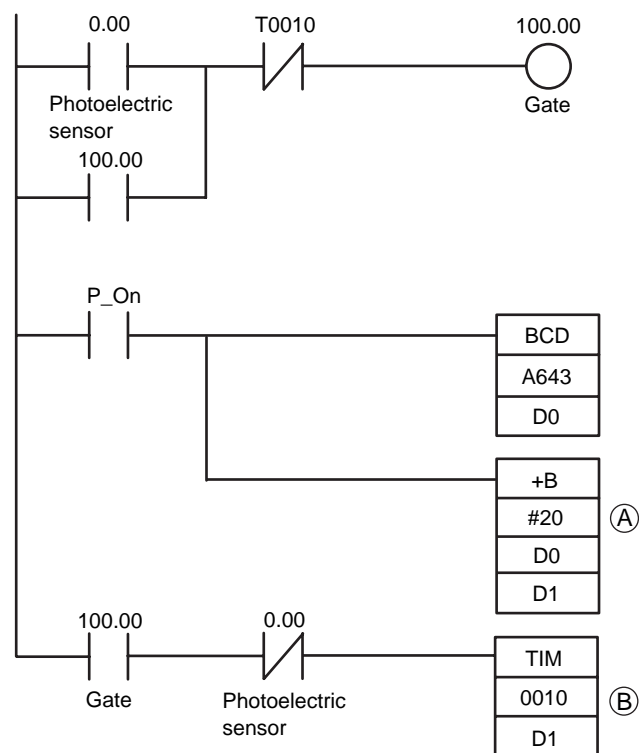 0.00 T0010 100.00
Photoelectric
sensor
Gate
100.00
P_On
BCD
A643
D0
+B
#20
D0
D1
A
100.00 0.00
Gate
Photoelectric
sensor
TIM
0010
D1
B